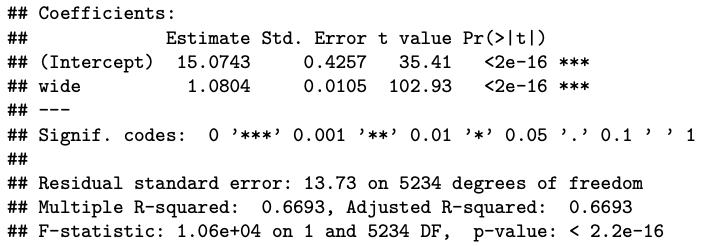 ## Coefficients:
##             Estimate Std. Error t value Pr(>|t|)
## (Intercept)  15.0743     0.4257   35.41   <2e-16 ***
## wide          1.0804     0.0105  102.93   <2e-16 ***
## ---
## Signif. codes:  0 ’***’ 0.001 ’**’ 0.01 ’*’ 0.05 ’.’ 0.1 ’ ’ 1
##
## Residual standard error: 13.73 on 5234 degrees of freedom
## Multiple R-squared:  0.6693, Adjusted R-squared:  0.6693
## F-statistic: 1.06e+04 on 1 and 5234 DF,  p-value: < 2.2e-16